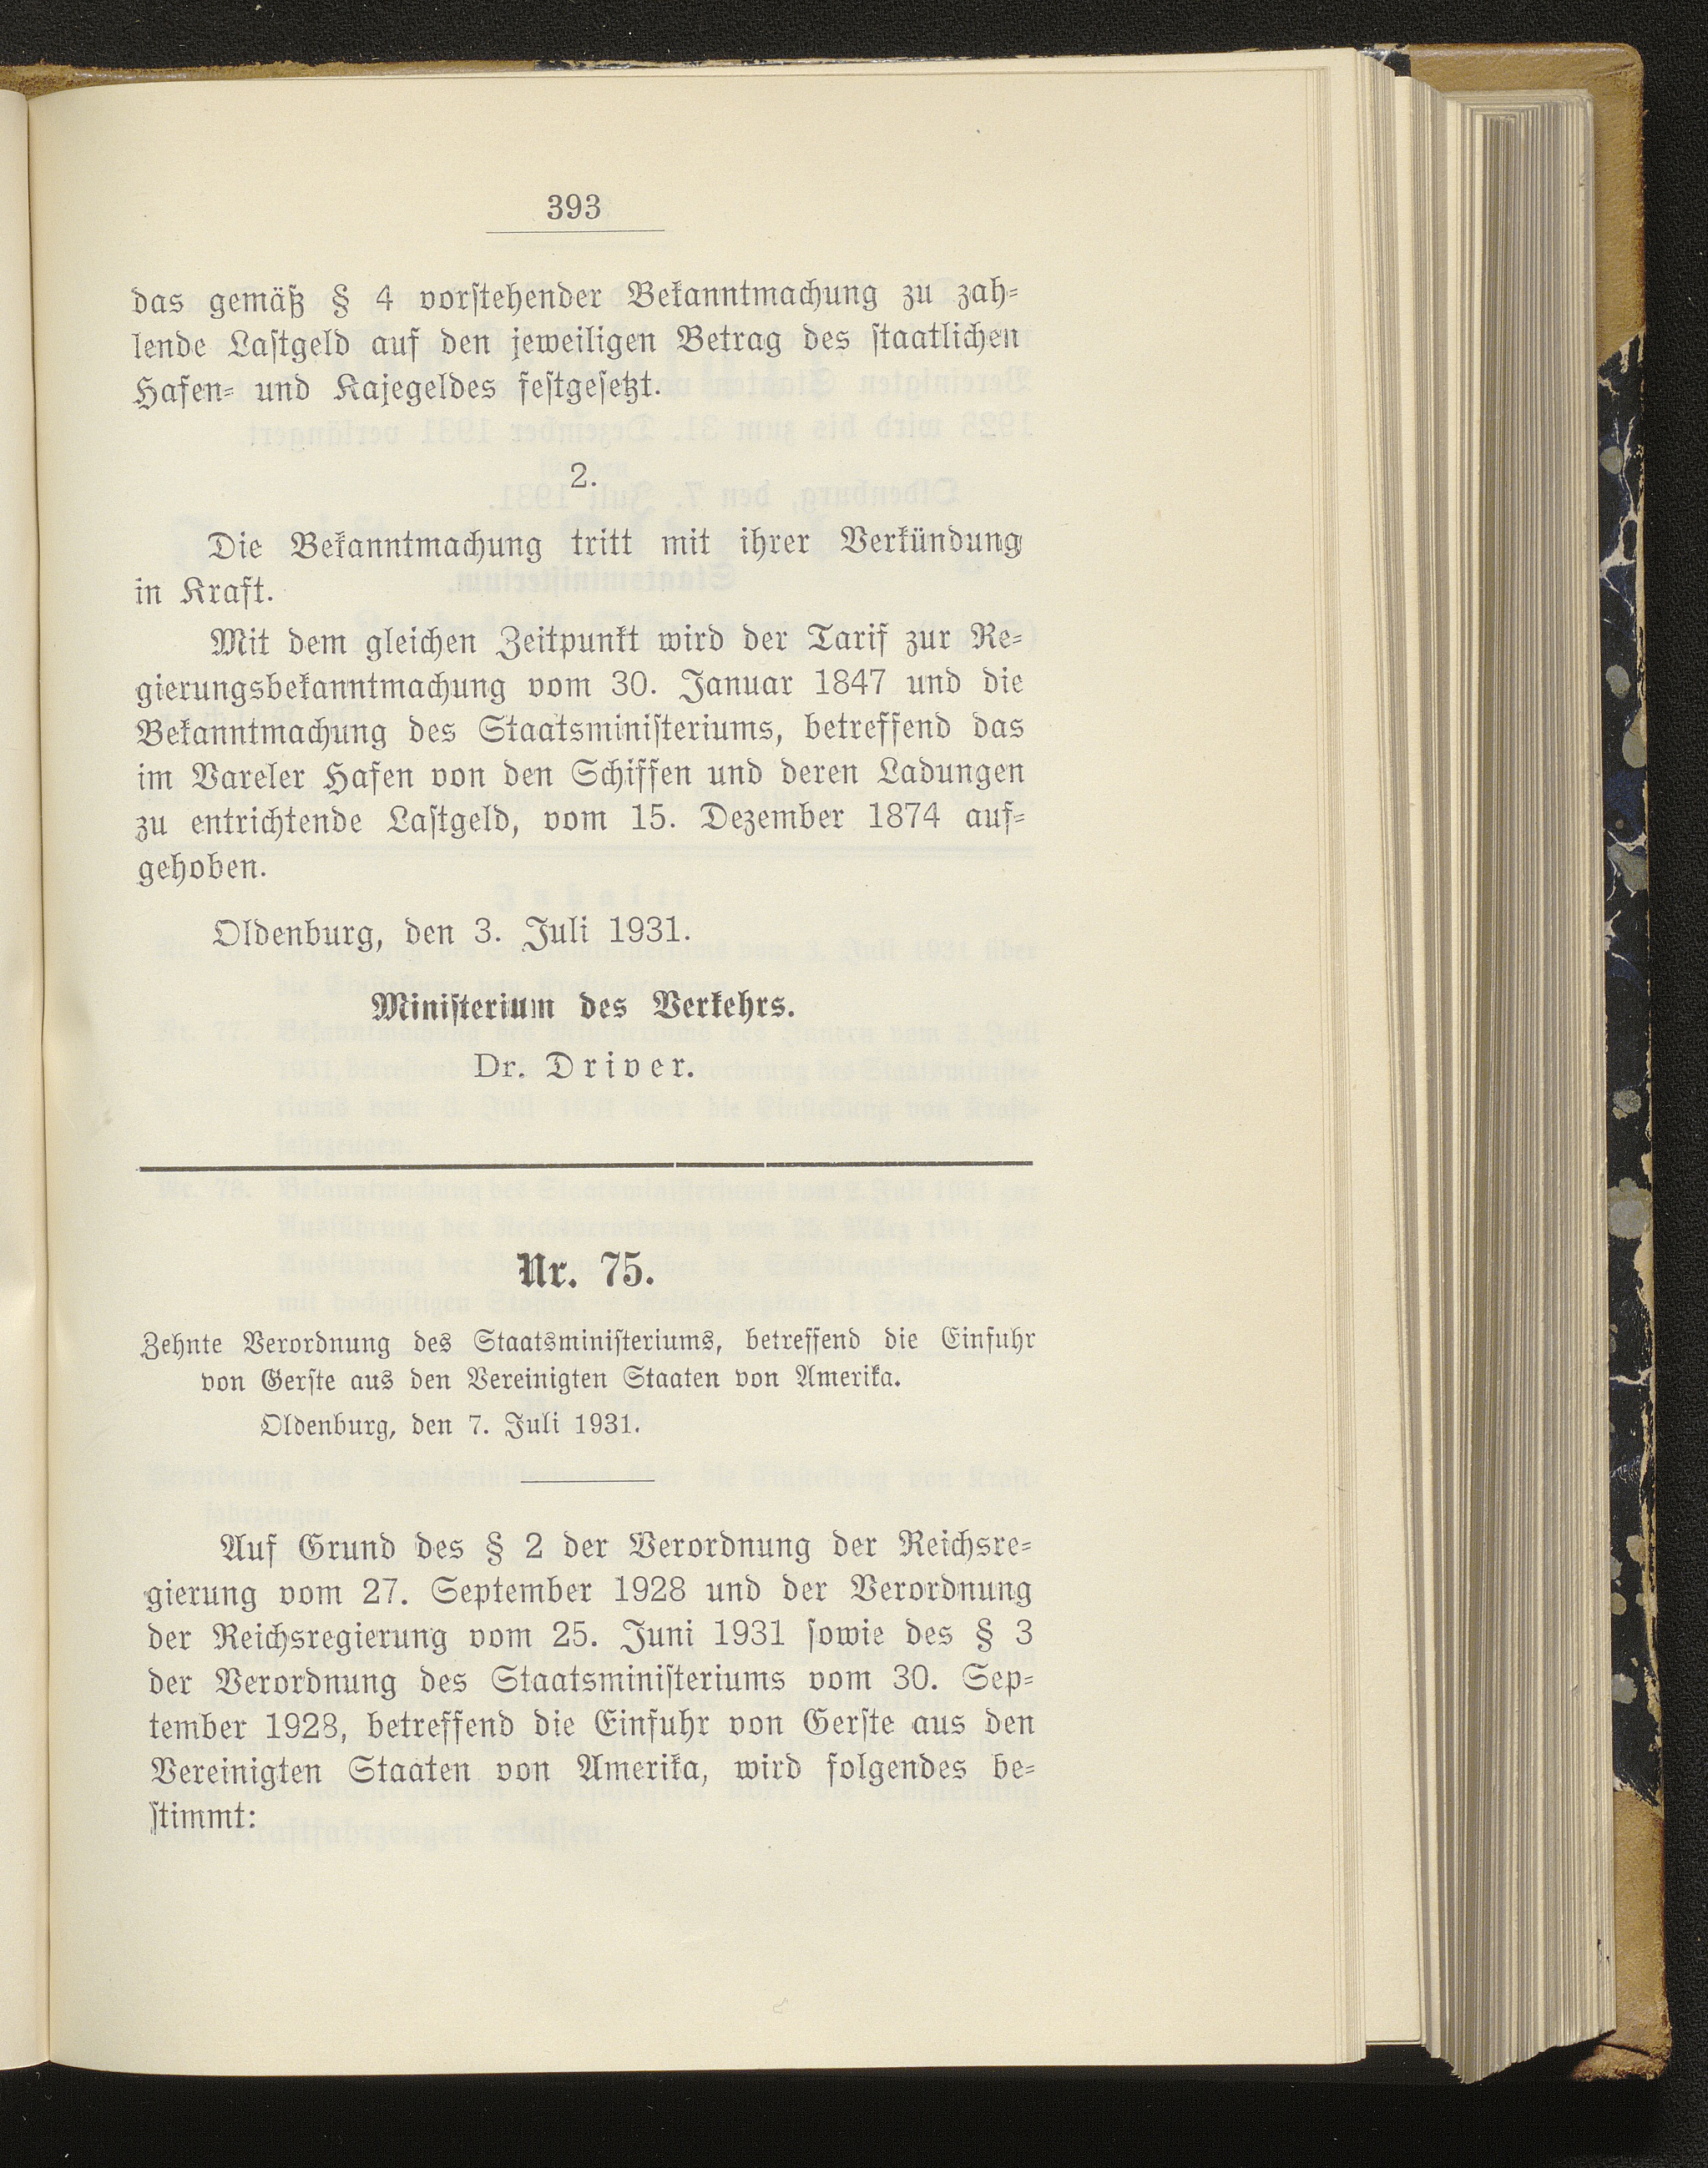 393
das gemäß § 4 vorstehender Bekanntmachung zu zah-
lende Lastgeld auf den jeweiligen Betrag des staatlichen
Hafen- und Kajegeldes festgesetzt.
2.
Die Bekanntmachung tritt mit ihrer Verkündung
in Kraft.
Mit dem gleichen Zeitpunkt wird der Tarif zur Re-
gierungsbekanntmachung vom 30. Januar 1847 und die
Bekanntmachung des Staatsministeriums, betreffend das
im Vareler Hafen von den Schiffen und deren Ladungen
zu entrichtende Lastgeld, vom 15. Dezember 1874 auf-
gehoben.
Oldenburg, den 3. Juli 1931.
Ministerium des Verkehrs.
Dr. Driver.
Nr. 75.
Zehnte Verordnung des Staatsministeriums, betreffend die Einfuhr
von Gerste aus den Vereinigten Staaten von Amerika.
Oldenburg, den 7. Juli 1931.
Auf Grund des § 2 der Verordnung der Reichsre-
gierung vom 27. September 1928 und der Verordnung
der Reichsregierung vom 25. Juni 1931 sowie des § 3
der Verordnung des Staatsministeriums vom 30. Sep-
tember 1928, betreffend die Einfuhr von Gerste aus den
Vereinigten Staaten von Amerika, wird folgendes be-
stimmt: